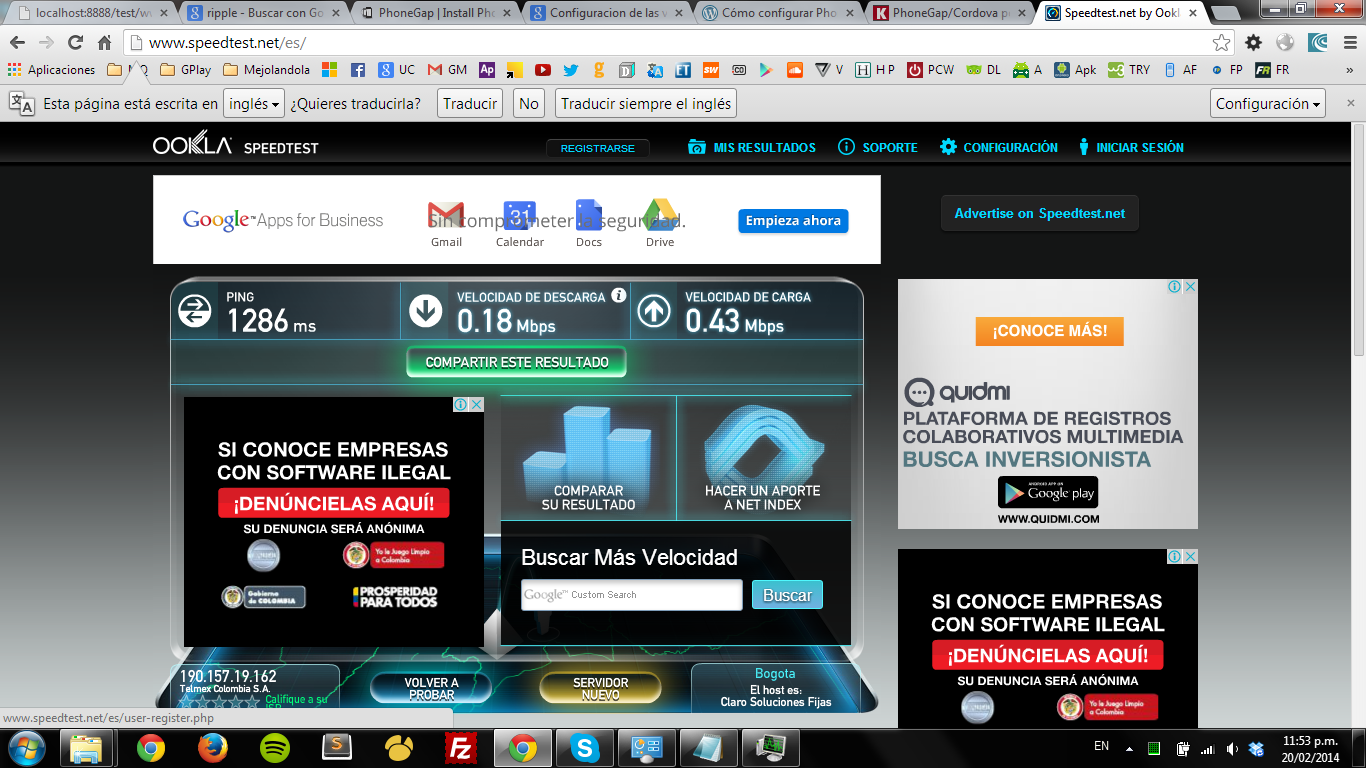 localhost:8888/test/w
ripple - Buscar con Go
PhoneGap | Install Pho
Configuracion de las v
Cómo configurar Pho
PhoneGap/Cordova p
Speedtest.net by Ookl
www.speedtest.net/es/
Aplicaciones
GPlay
Mejolandola
UC
GM
Ap
ET
SW
V
H P
PCW
DL
A
Apk
TRY
AF
FP
FR
»
Esta página está escrita en
inglés
¿Quieres traducirla?
Traducir
No
Traducir siempre el inglés
Configuración
OOKLA SPEEDTEST
REGISTRARSE
MIS RESULTADOS
SOPORTE
CONFIGURACIÓN
INICIAR SESIÓN
Google™ Apps for Business
31
Sin comprometer la seguridad.
Gmail
Calendar
Docs
Drive
Empieza ahora
Advertise on Speedtest.net
PING
1286 ms
VELOCIDAD DE DESCARGA
0.18 Mbps
VELOCIDAD DE CARGA
0.43 Mbps
COMPARTIR ESTE RESULTADO
SI CONOCE EMPRESAS
CON SOFTWARE ILEGAL
¡DENÚNCIELAS AQUÍ!
SU DENUNCIA SERÁ ANÓNIMA
Yo le Juego Limpio
a Colombia
Gobierno
de COLOMBIA
PROSPERIDAD
PARA TODOS
COMPARAR
SU RESULTADO
HACER UN APORTE
A NET INDEX
Buscar Más Velocidad
Google™ Custom Search
Buscar
¡CONOCE MÁS!
quidmi
PLATAFORMA DE REGISTROS
COLABORATIVOS MULTIMEDIA
BUSCA INVERSIONISTA
ANDROID APP ON
Google play
WWW.QUIDMI.COM
SI CONOCE EMPRESAS
CON SOFTWARE ILEGAL
¡DENÚNCIELAS AQUÍ!
SU DENUNCIA SERÁ ANÓNIMA
Yo le Juego Limpio
a Colombia
190.157.19.162
Telmex Colombia S.A.
Califique a su
ISP
VOLVER A
PROBAR
SERVIDOR
NUEVO
Bogota
El host es:
Claro Soluciones Fijas
www.speedtest.net/es/user-register.php
EN
11:53 p.m.
20/02/2014